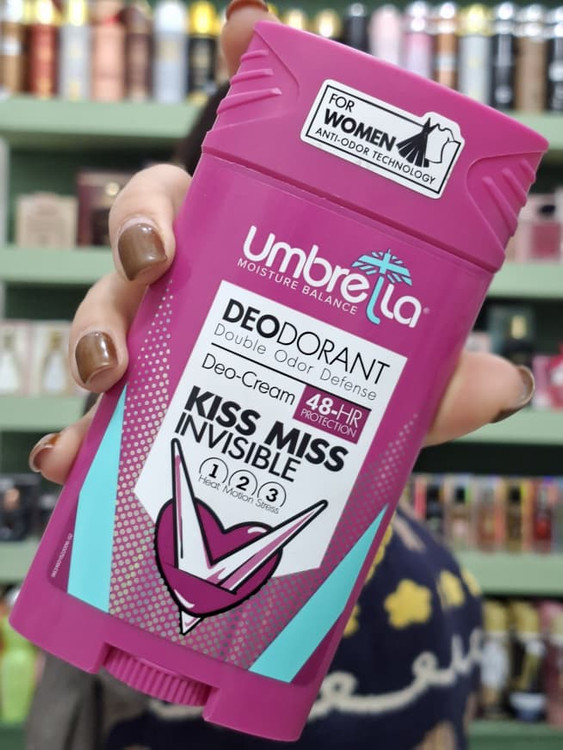 FOR
WOMEN
ANTI-ODOR TECHNOLOGY
umbrella®
MOISTURE BALANCE
DEODORANT
Double Odor Defense
Deo-Cream
48-HR
PROTECTION
KISS MISS
INVISIBLE
1 2 3
Heat Motion Stress